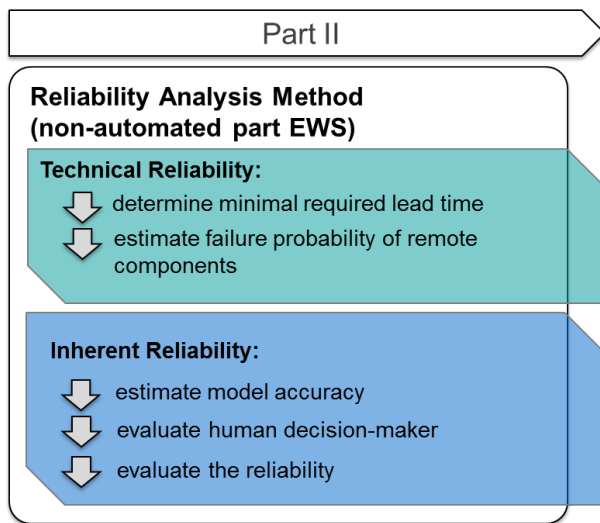 Part II
Reliability Analysis Method
(non-automated part EWS)
Technical Reliability:
determine minimal required lead time
estimate failure probability of remote
components
Inherent Reliability:
estimate model accuracy
evaluate human decision-maker
evaluate the reliability